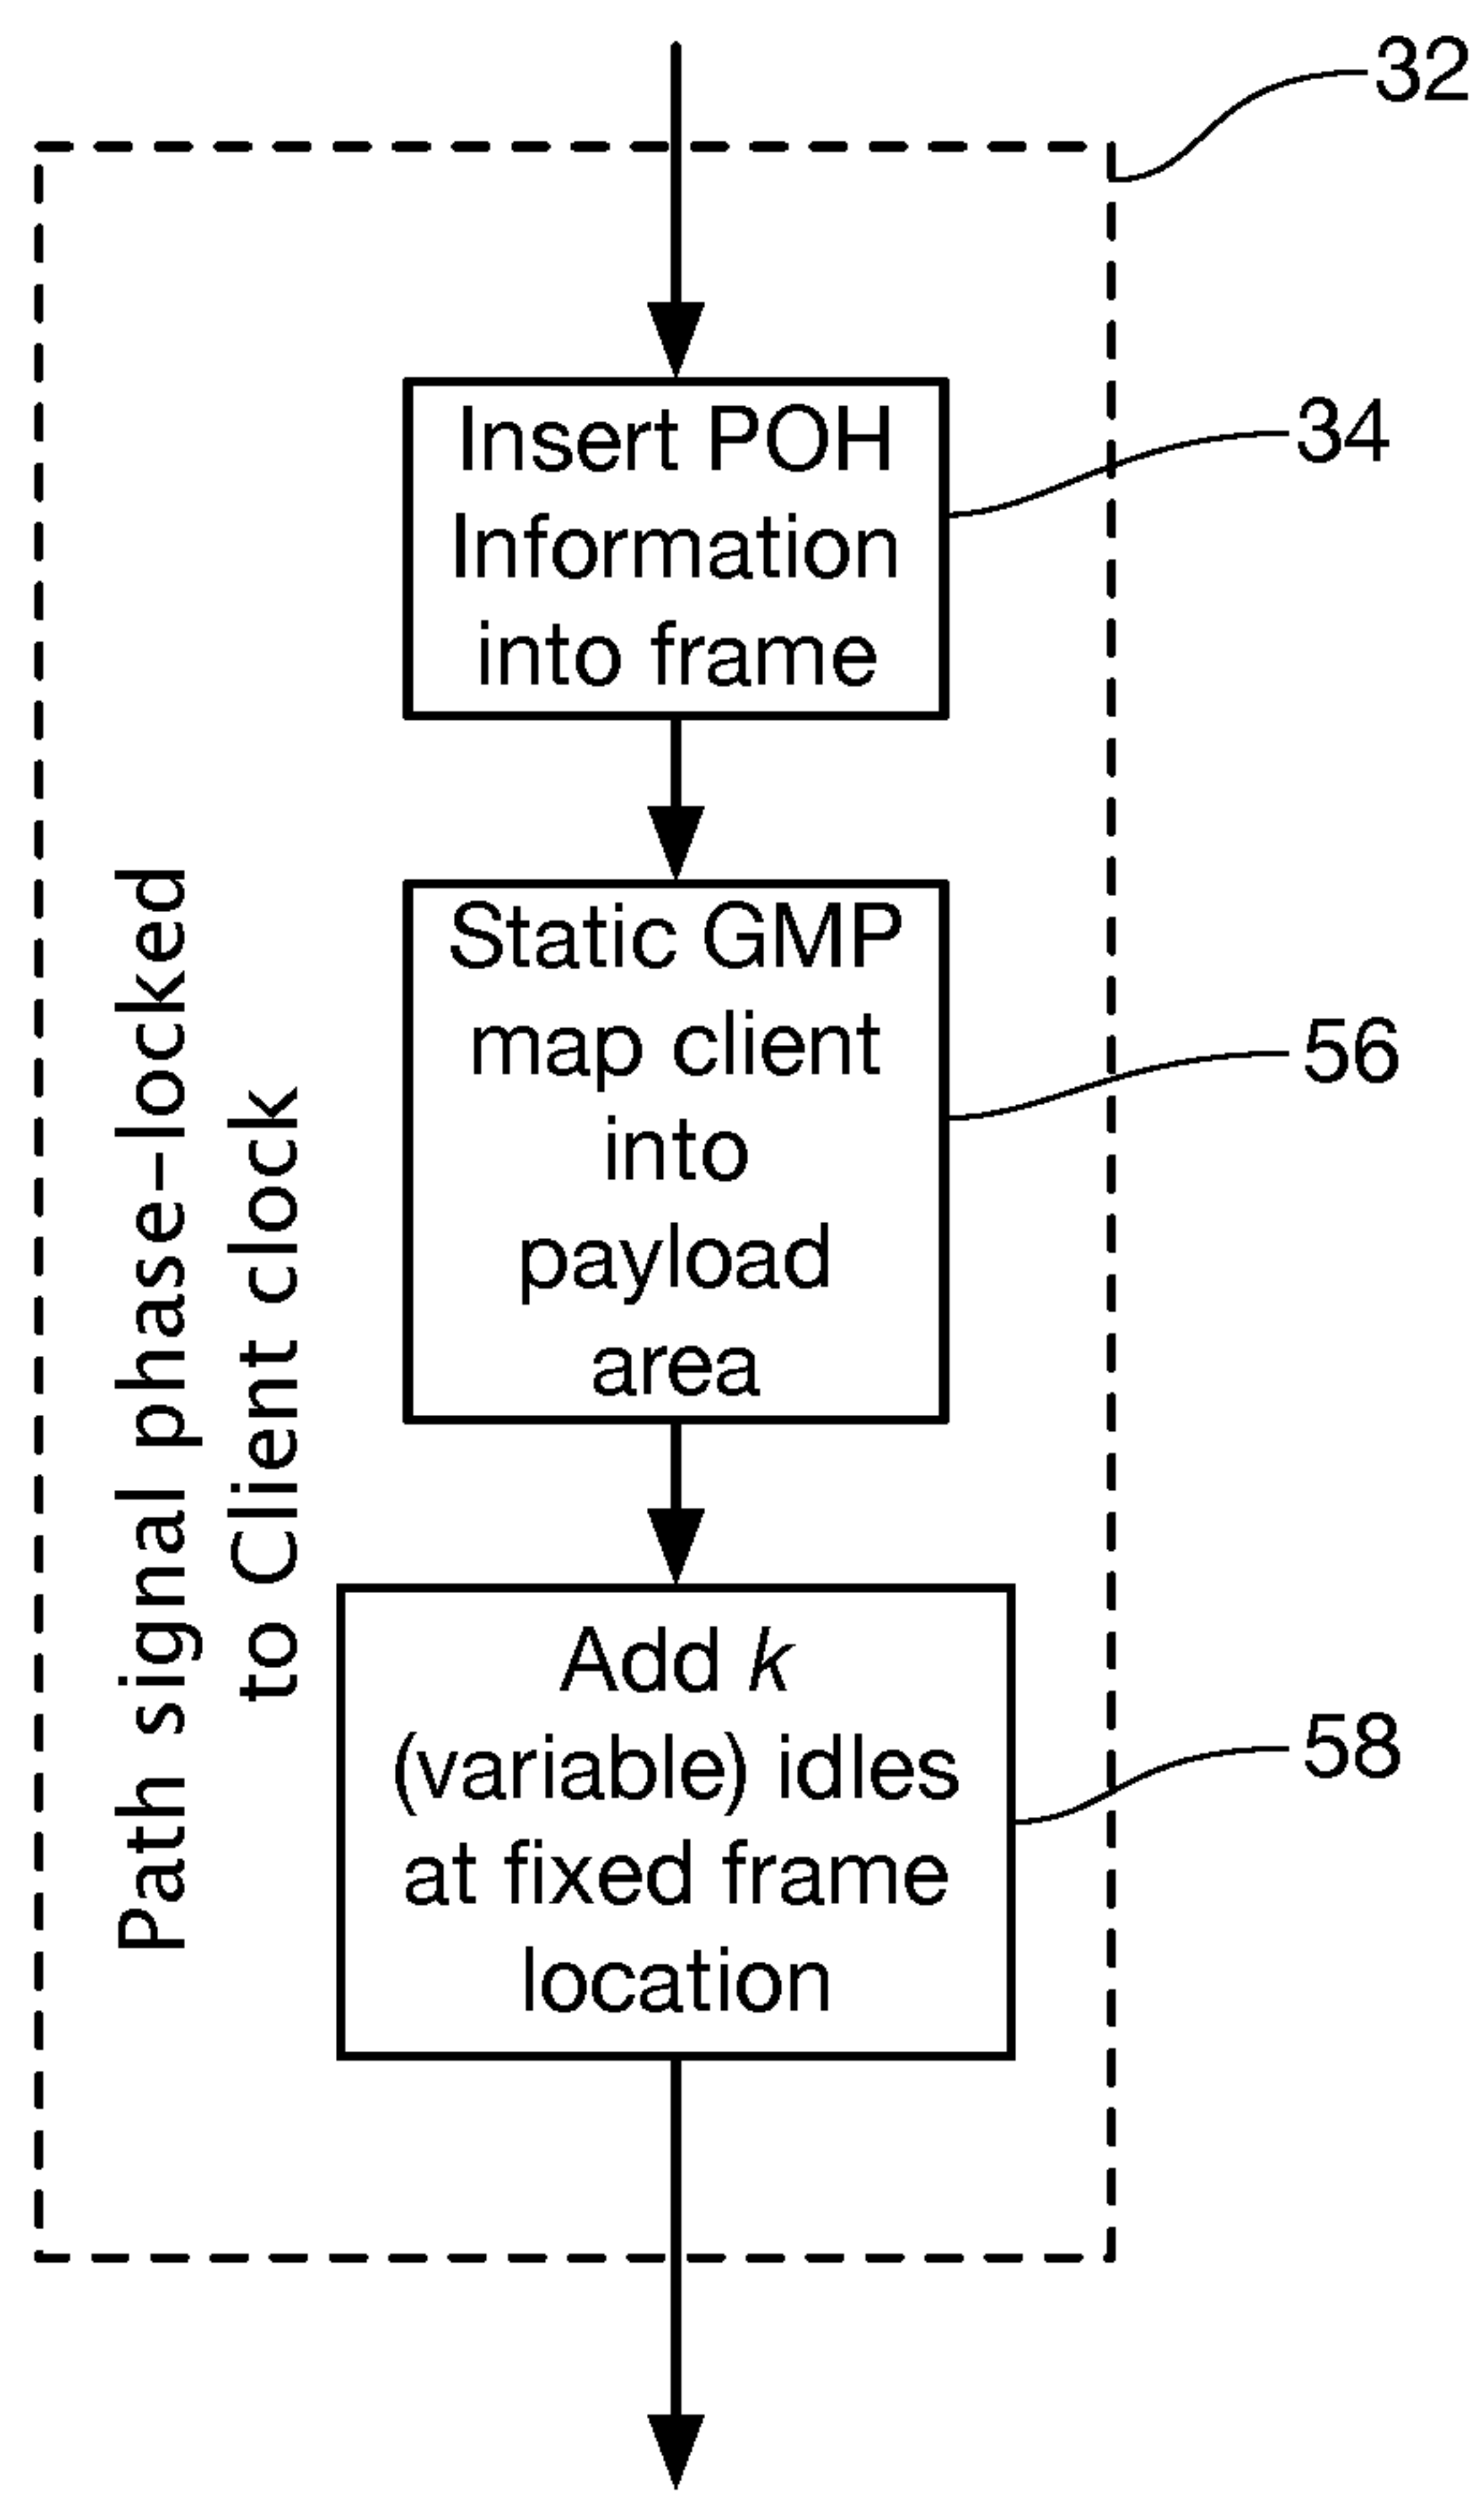 32
Insert POH
Information
into frame
34
Static GMP
map client
into
payload
area
56
Path signal phase-locked
to Client clock
Add k
(variable) idles
at fixed frame
location
58